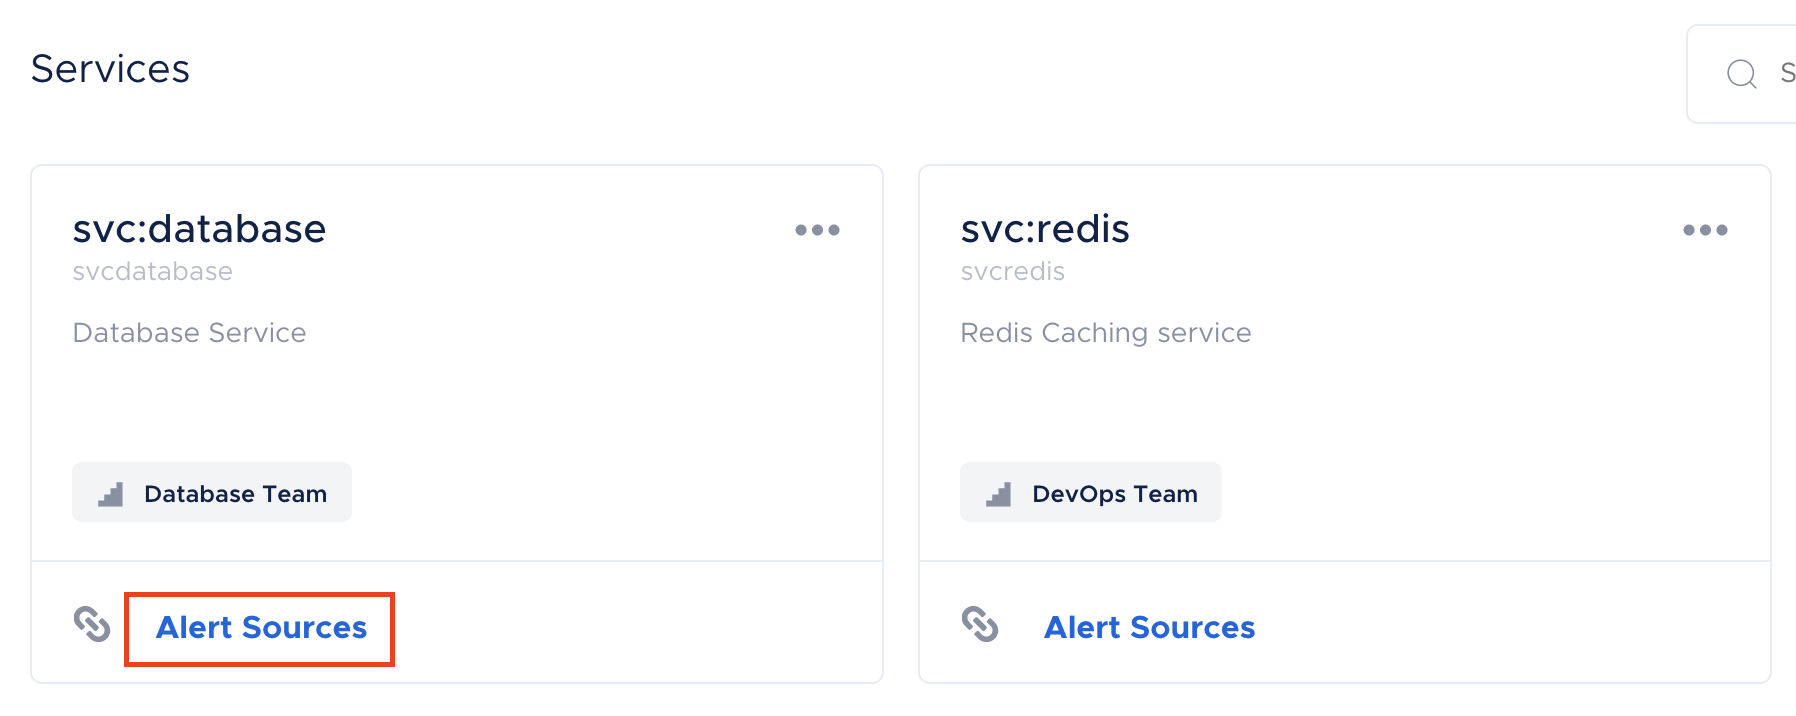 Services
svc:database
svcdatabase
Database Service
Database Team
Alert Sources
svc:redis
svcredis
Redis Caching service
DevOps Team
Alert Sources